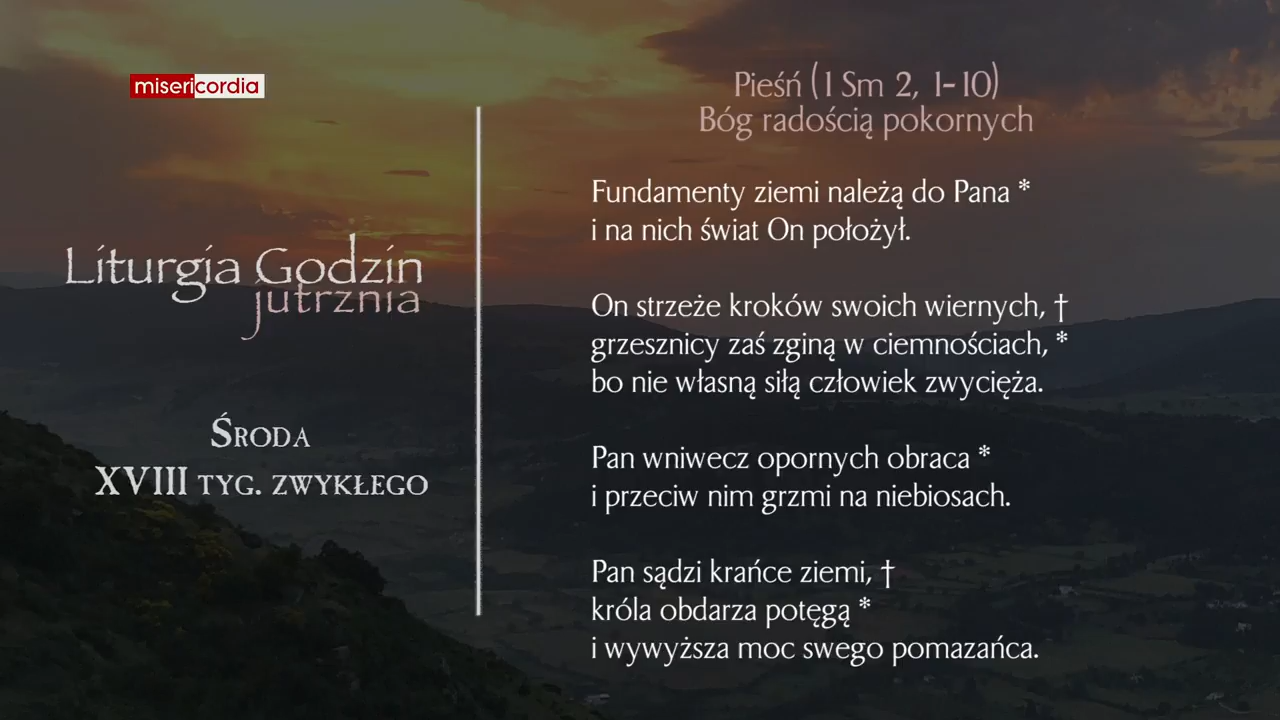 misericordia
Liturgia Godzin
jutrznia
Środa
XVIII tyg. zwykłego
Pieśń (1 Sm 2, 1-10)
Bóg radością pokornych
Fundamenty ziemi należą do Pana *
i na nich świat On położył.
On strzeże kroków swoich wiernych, †
grzesznicy zaś zginą w ciemnościach, *
bo nie własną siłą człowiek zwycięża.
Pan wniwecz opornych obraca *
i przeciw nim grzmi na niebiosach.
Pan sądzi krańce ziemi, †
króla obdarza potęgą *
i wywyższa moc swego pomazańca.